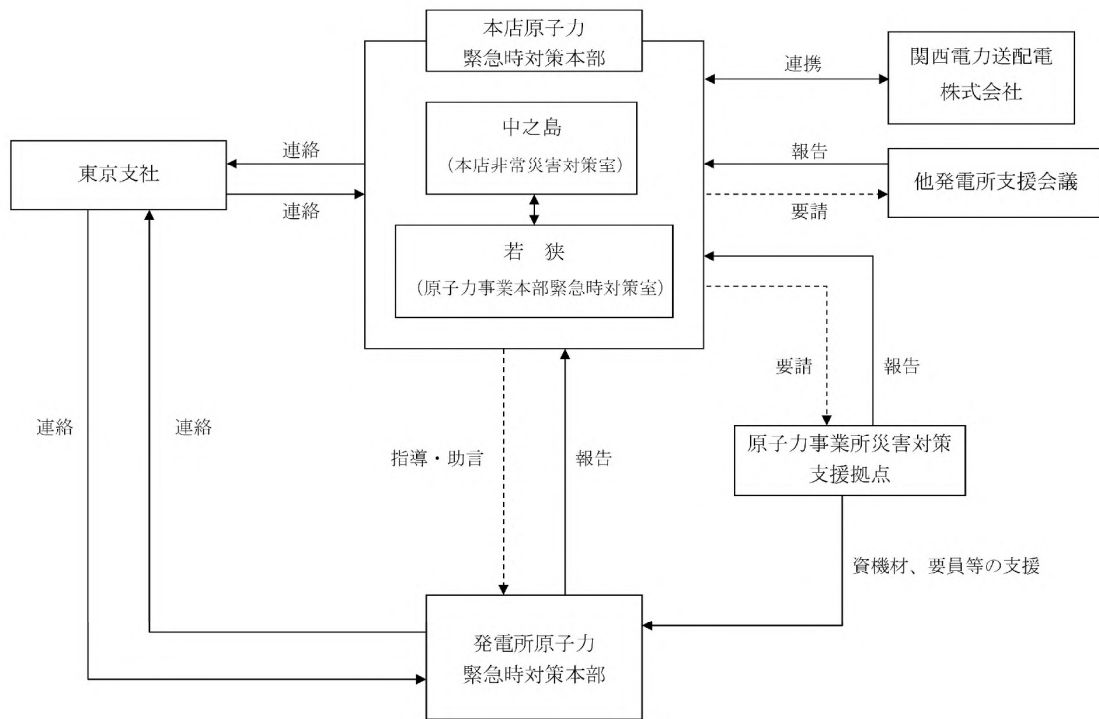 本店原子力
緊急時対策本部
関西電力送配電
株式会社
連携
中之島
（本店非常災害対策室）
連絡
報告
東京支社
他発電所支援会議
連絡
要請
若　狭
（原子力事業本部緊急時対策室）
要請
報告
連絡
連絡
指導・助言
報告
原子力事業所災害対策
支援拠点
資機材、要員等の支援
発電所原子力
緊急時対策本部